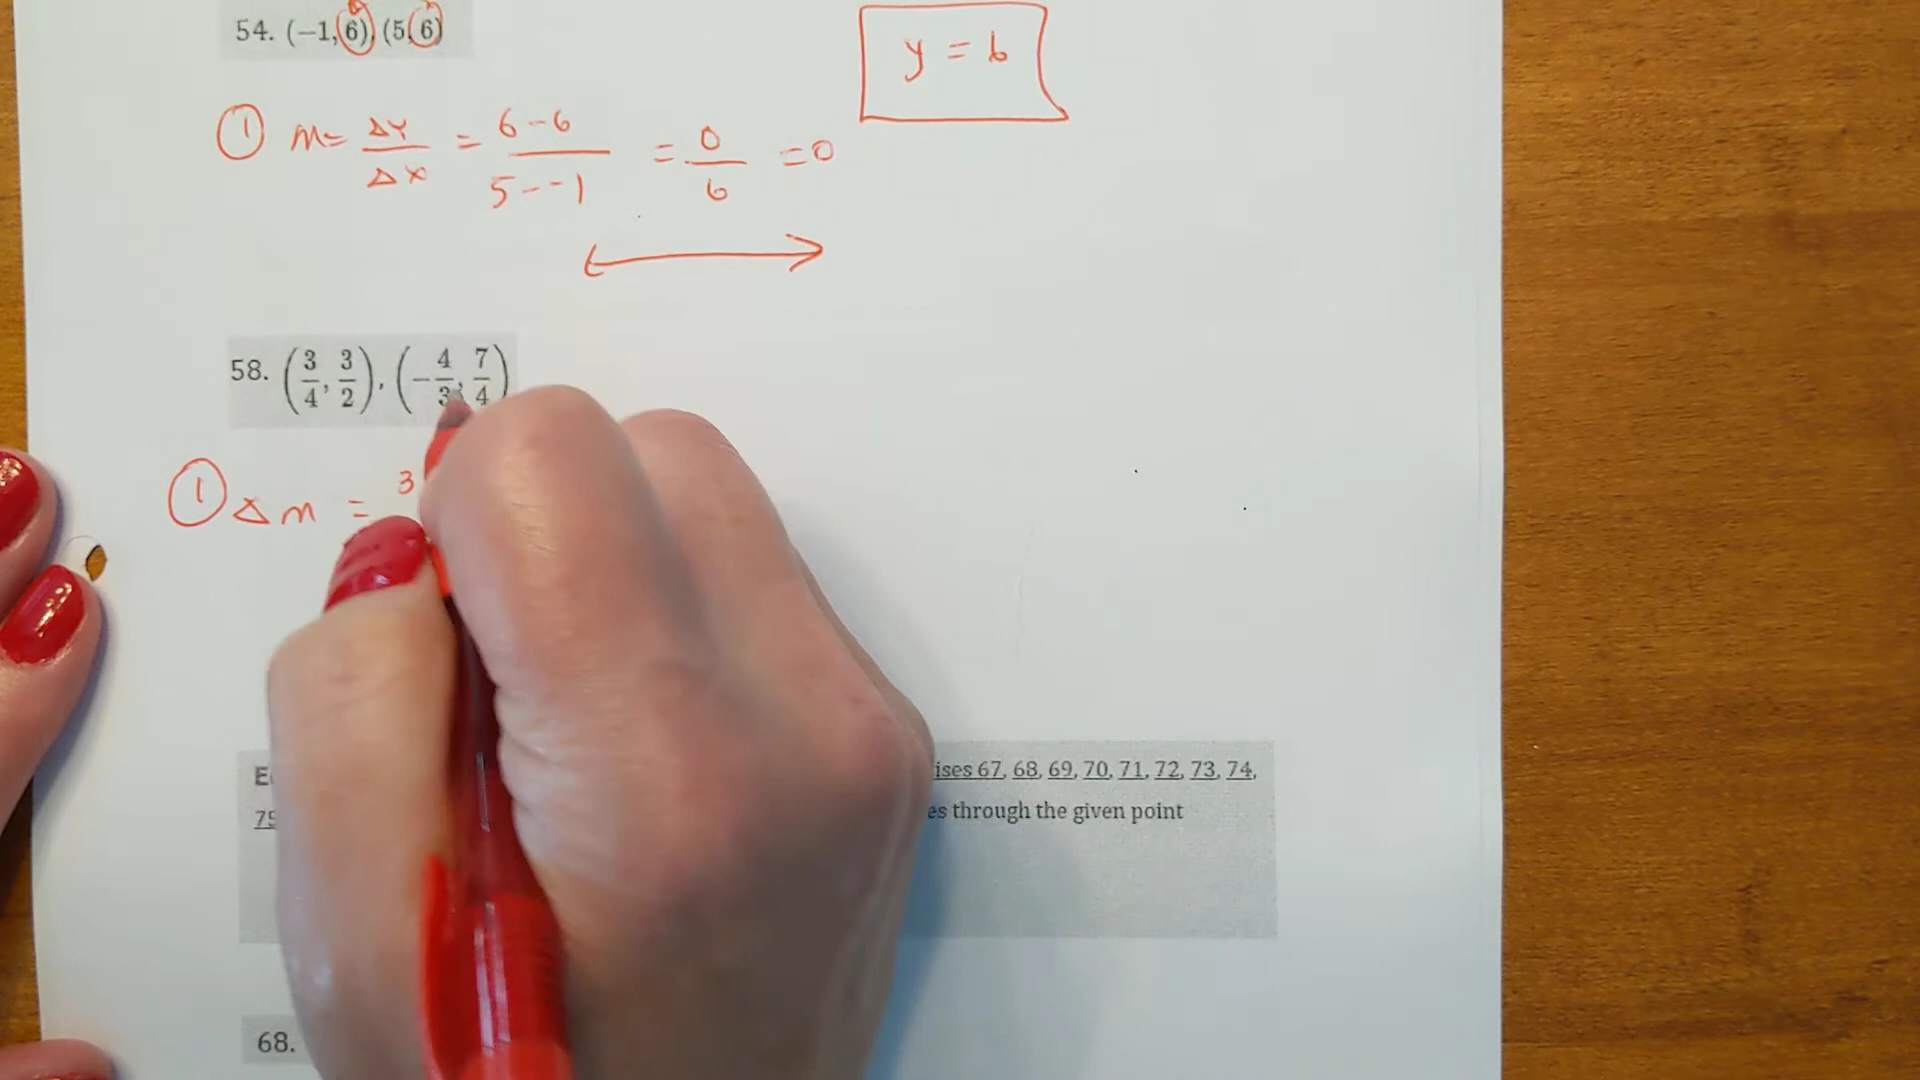 54. (−1, 6), (5, 6)
y = 6
① m = ΔY/ΔX = 6-6/5--1 = 0/6 = 0
58. (3/4, 3/2), (−4/3, 7/4)
① Δm = 3
E
ises 67, 68, 69, 70, 71, 72, 73, 74,
75
es through the given point
68.